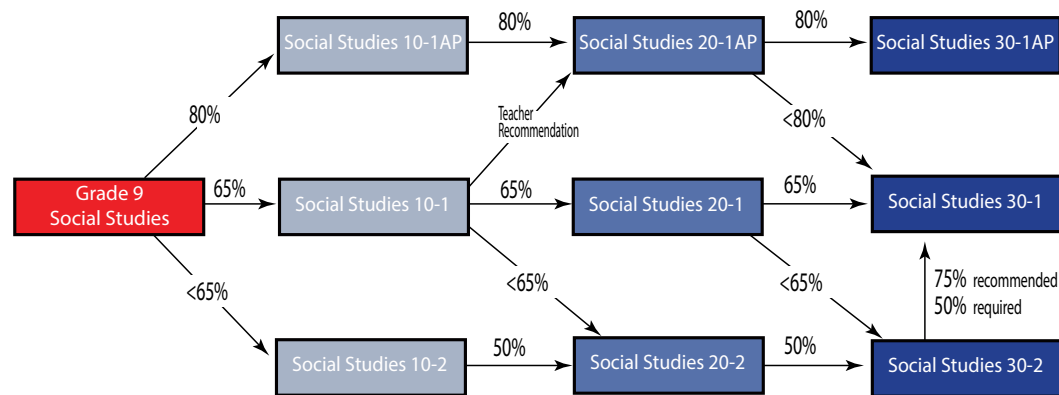 80%
80%
Social Studies 10-1AP
Social Studies 20-1AP
Social Studies 30-1AP
80%
Teacher
Recommendation
<80%
Grade 9
Social Studies
65%
Social Studies 10-1
65%
Social Studies 20-1
65%
Social Studies 30-1
<65%
<65%
<65%
75% recommended
50% required
Social Studies 10-2
50%
Social Studies 20-2
50%
Social Studies 30-2